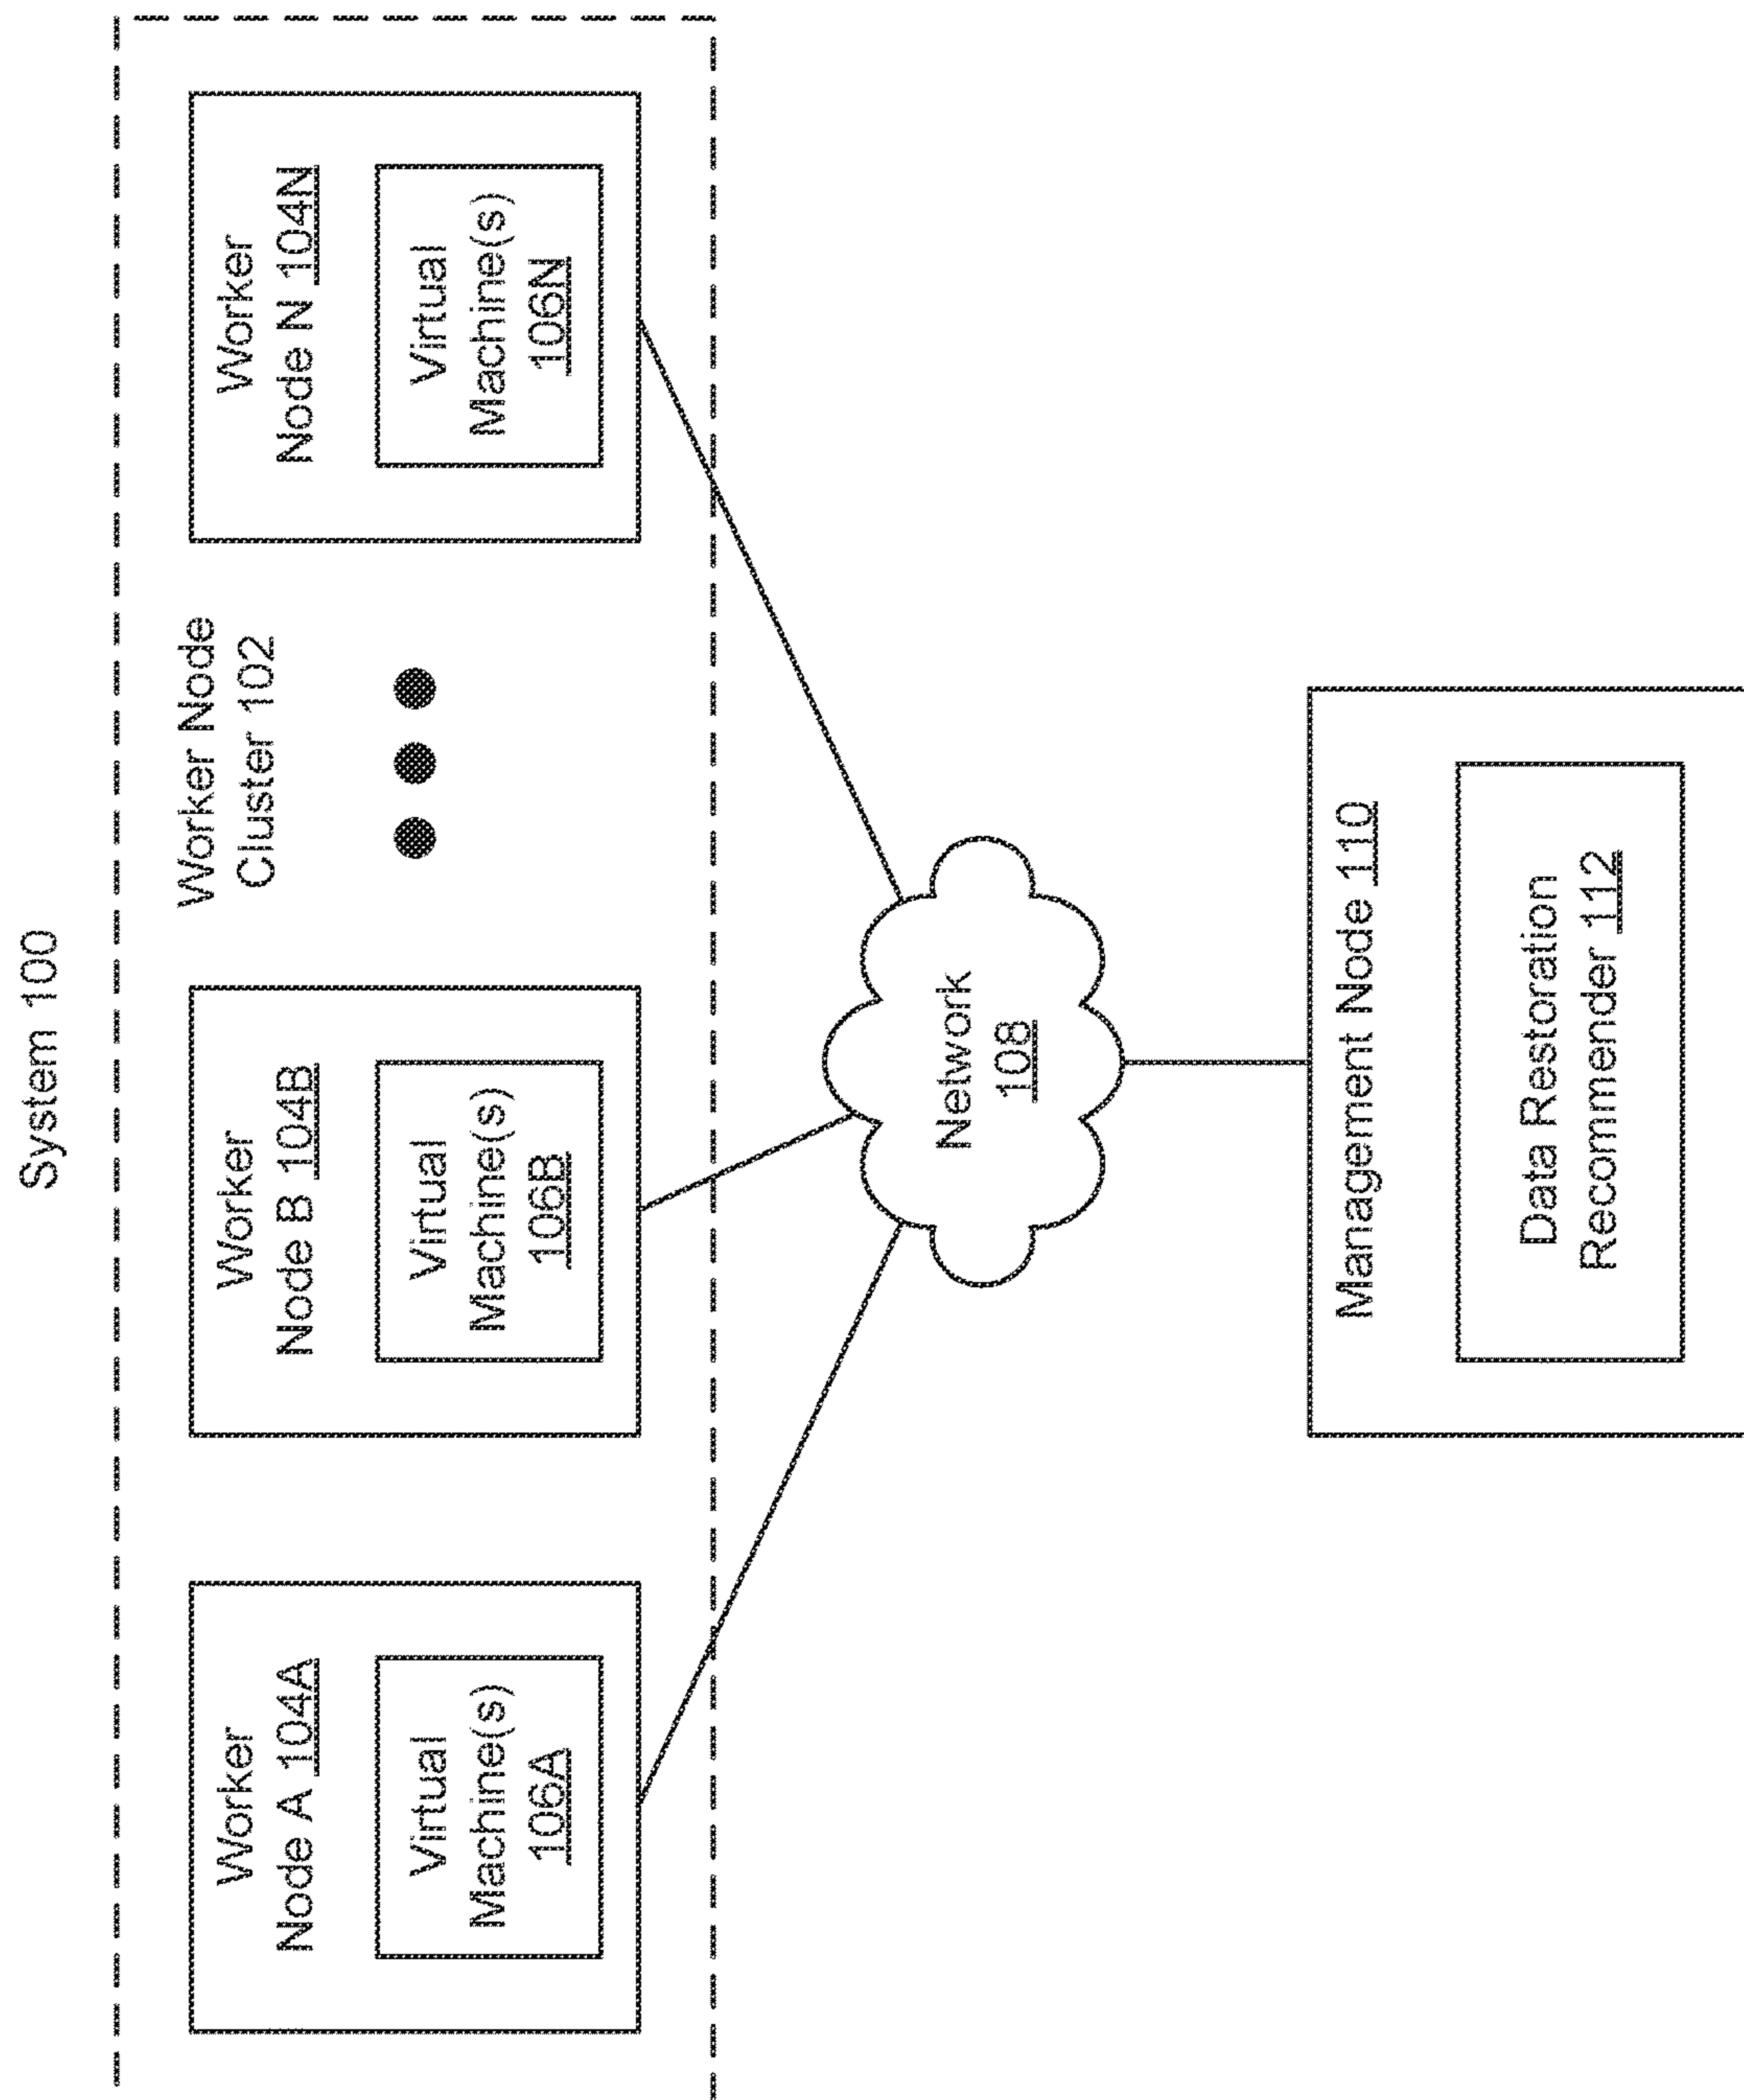 System 100
Worker
Node A 104A
Virtual
Machine(s)
106A
Worker
Node B 104B
Virtual
Machine(s)
106B
Worker Node
Cluster 102
Worker
Node N 104N
Virtual
Machine(s)
106N
Network
108
Management Node 110
Data Restoration
Recommender 112